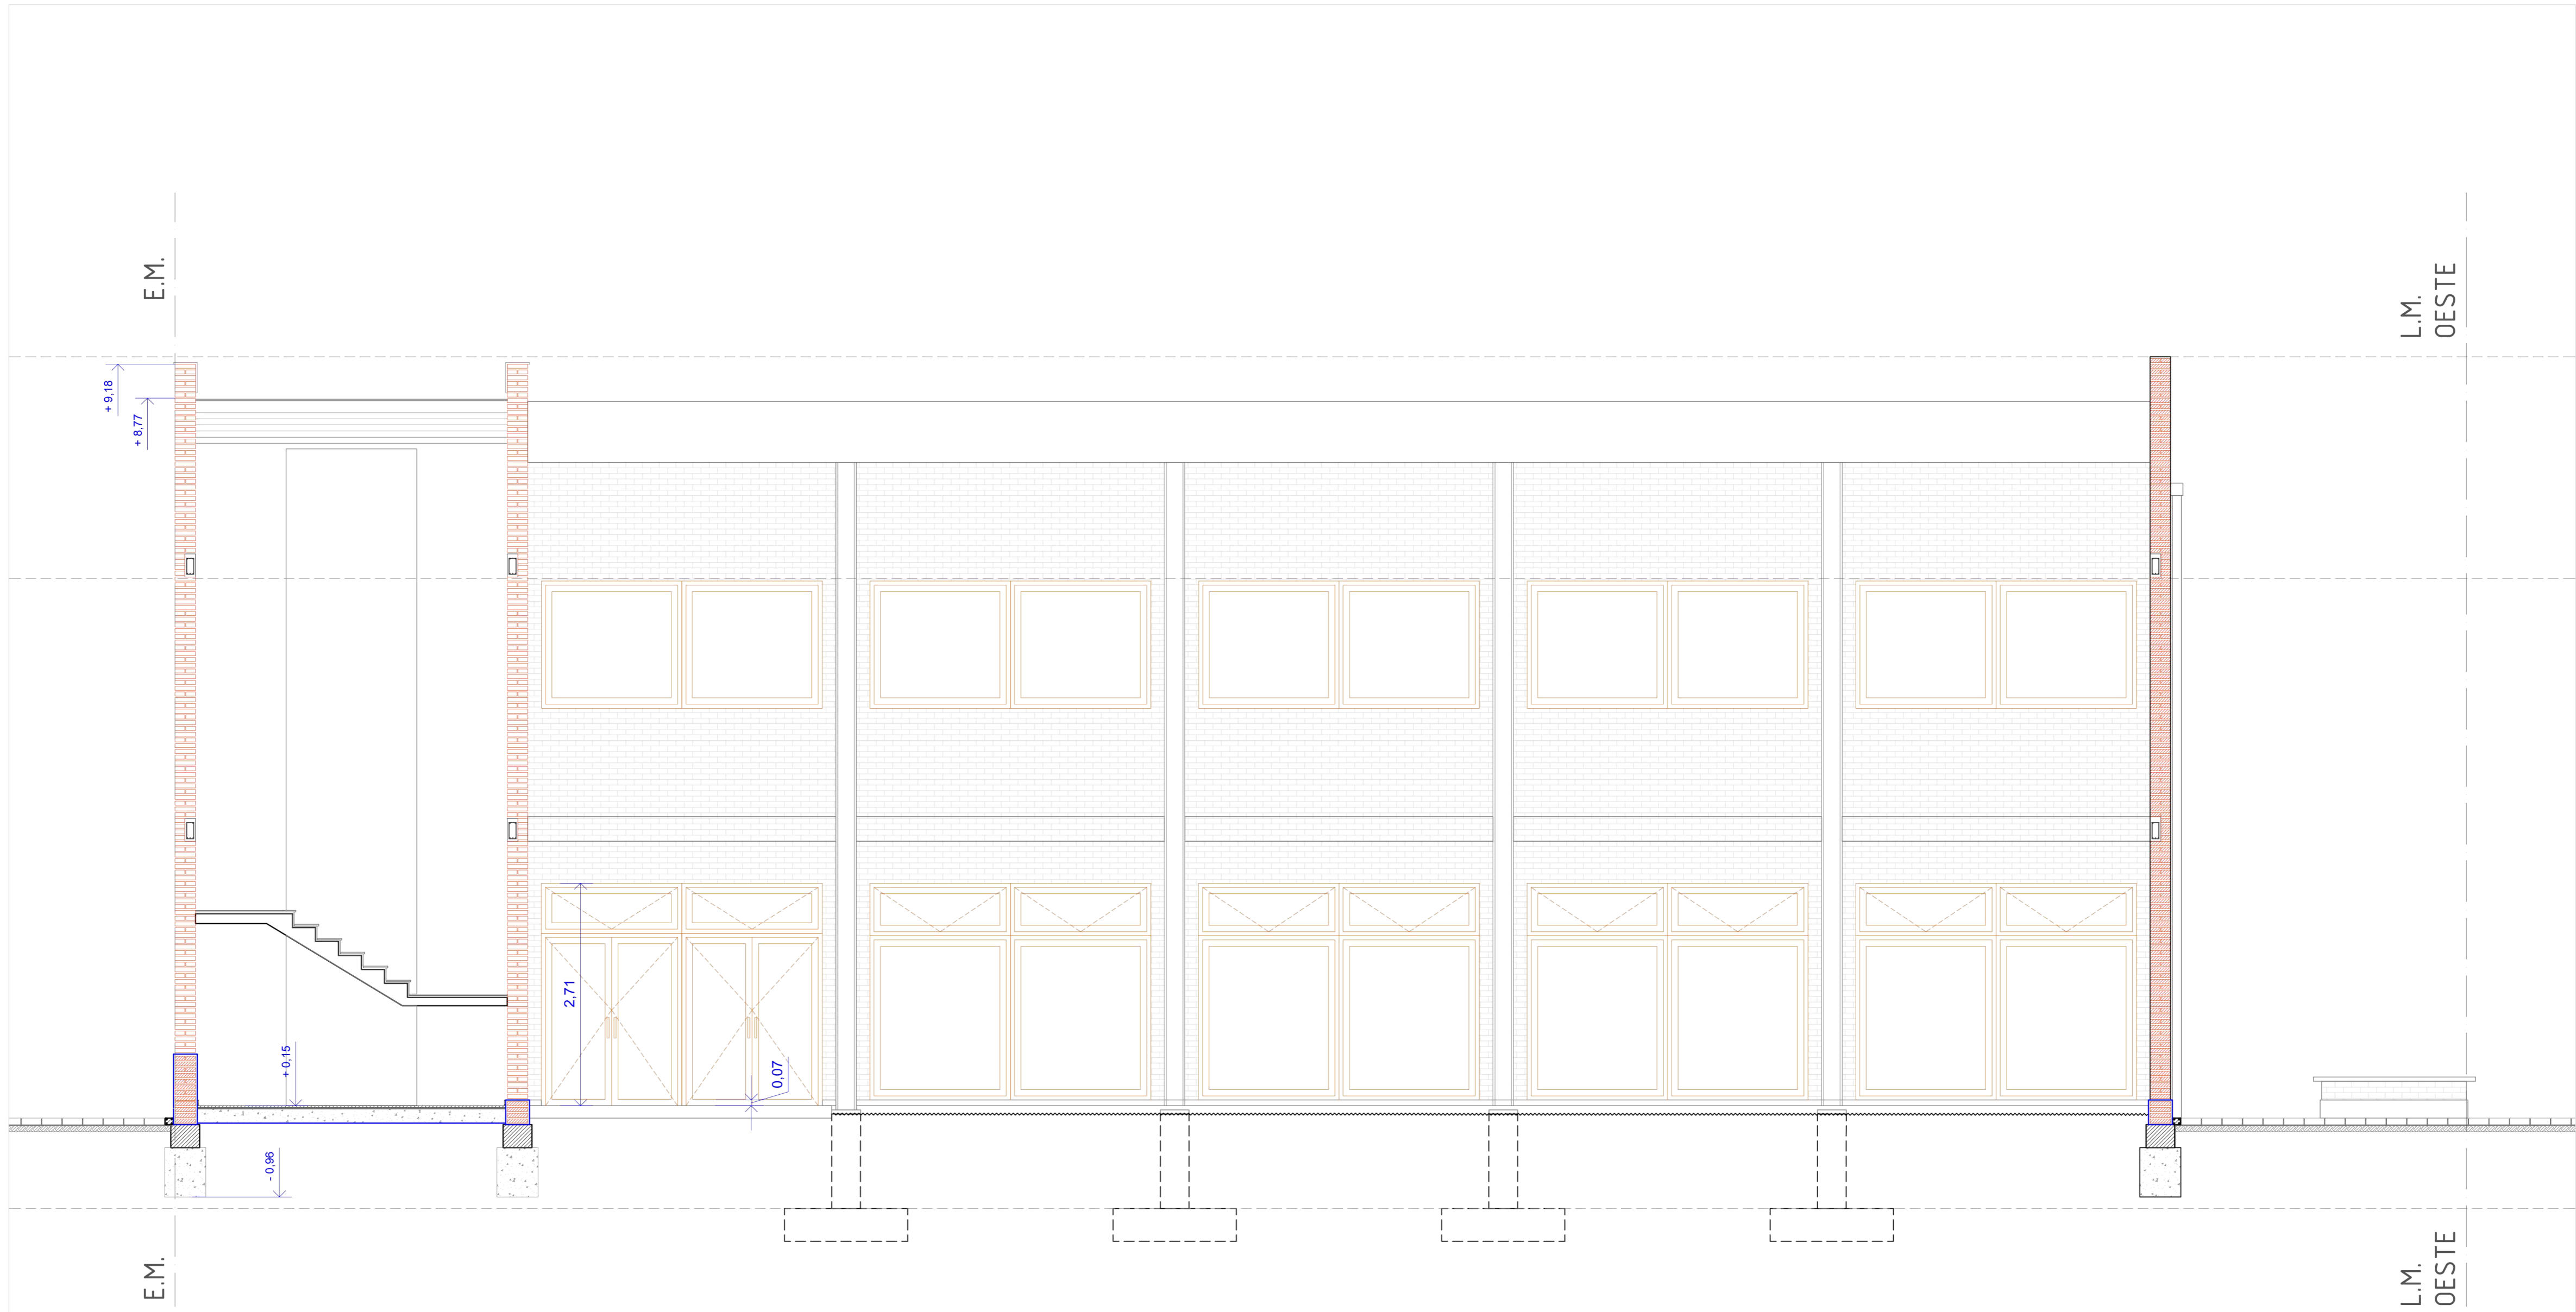 E.M.
L.M.
OESTE
+ 9,18
+ 8,77
2,71
+ 0,15
0,07
- 0,96
E.M.
L.M.
OESTE